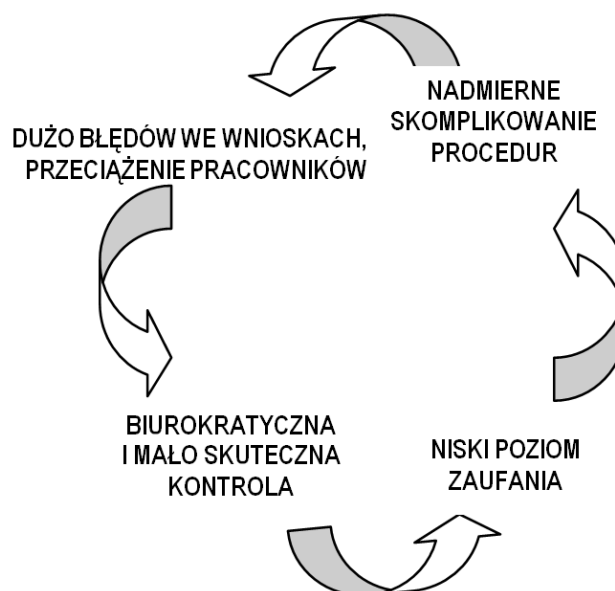 NADMIERNE
SKOMPLIKOWANIE
PROCEDUR
DUŻO BŁĘDÓW WE WNIOSKACH,
PRZECIĄŻENIE PRACOWNIKÓW
BIUROKRATYCZNA
I MAŁO SKUTECZNA
KONTROLA
NISKI POZIOM
ZAUFANIA